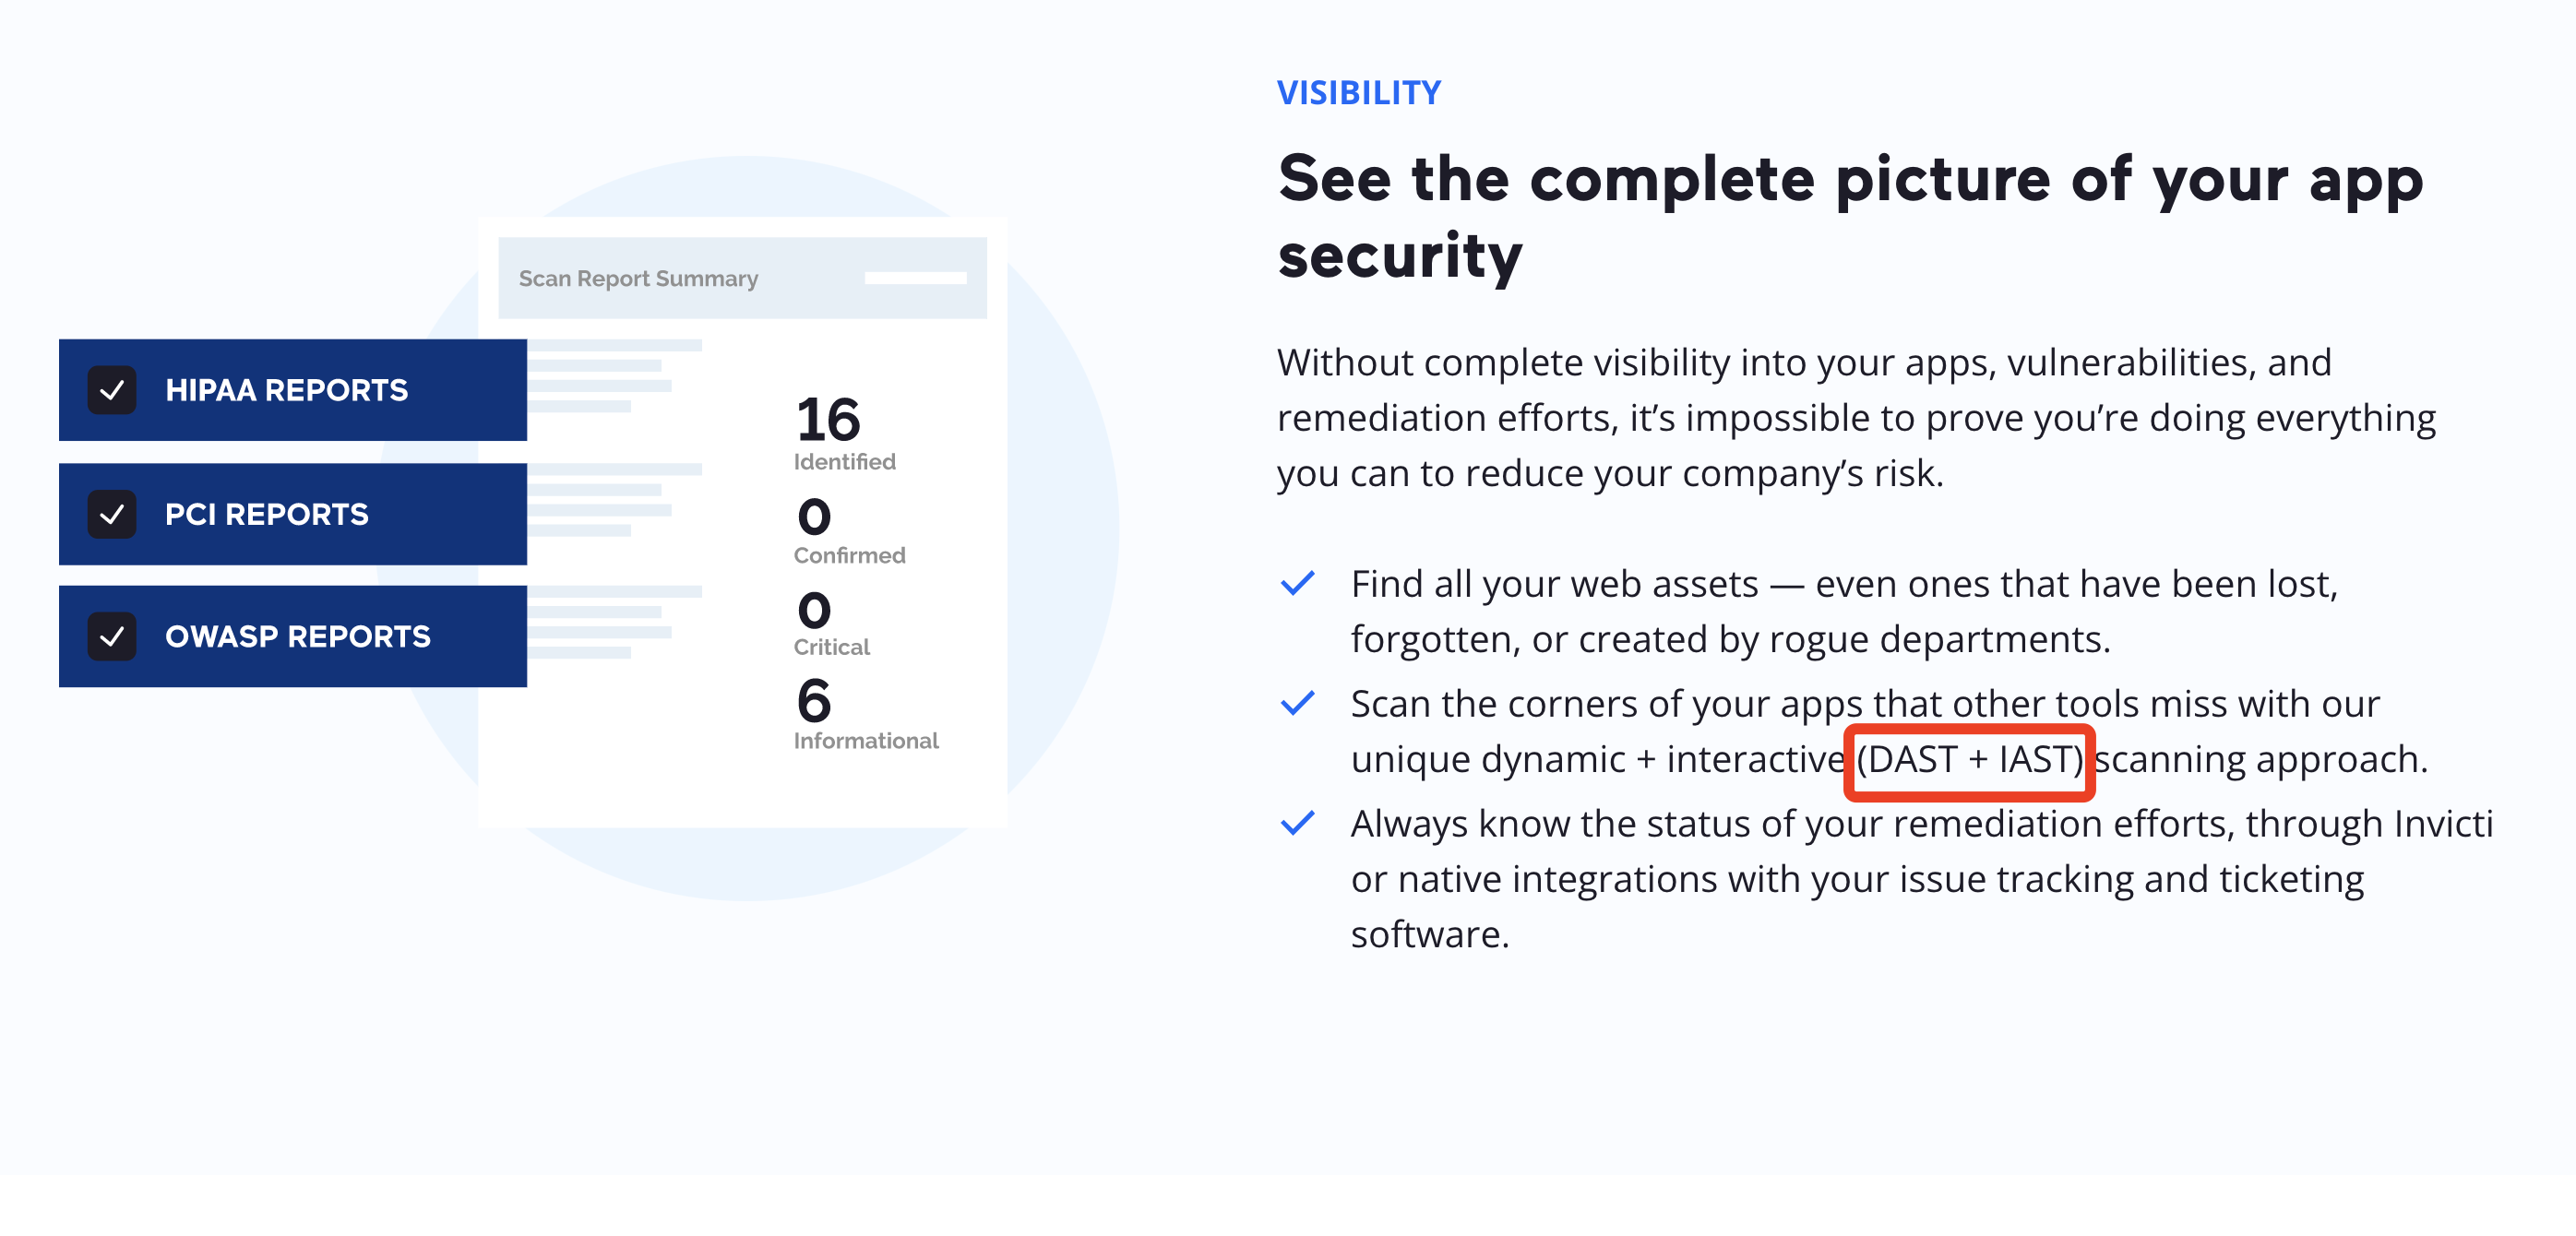 VISIBILITY
See the complete picture of your app
security
Without complete visibility into your apps, vulnerabilities, and
remediation efforts, it’s impossible to prove you’re doing everything
you can to reduce your company’s risk.
Find all your web assets — even ones that have been lost,
forgotten, or created by rogue departments.
Scan the corners of your apps that other tools miss with our
unique dynamic + interactive (DAST + IAST) scanning approach.
Always know the status of your remediation efforts, through Invicti
or native integrations with your issue tracking and ticketing
software.
Scan Report Summary
HIPAA REPORTS
PCI REPORTS
OWASP REPORTS
16
Identified
0
Confirmed
0
Critical
6
Informational